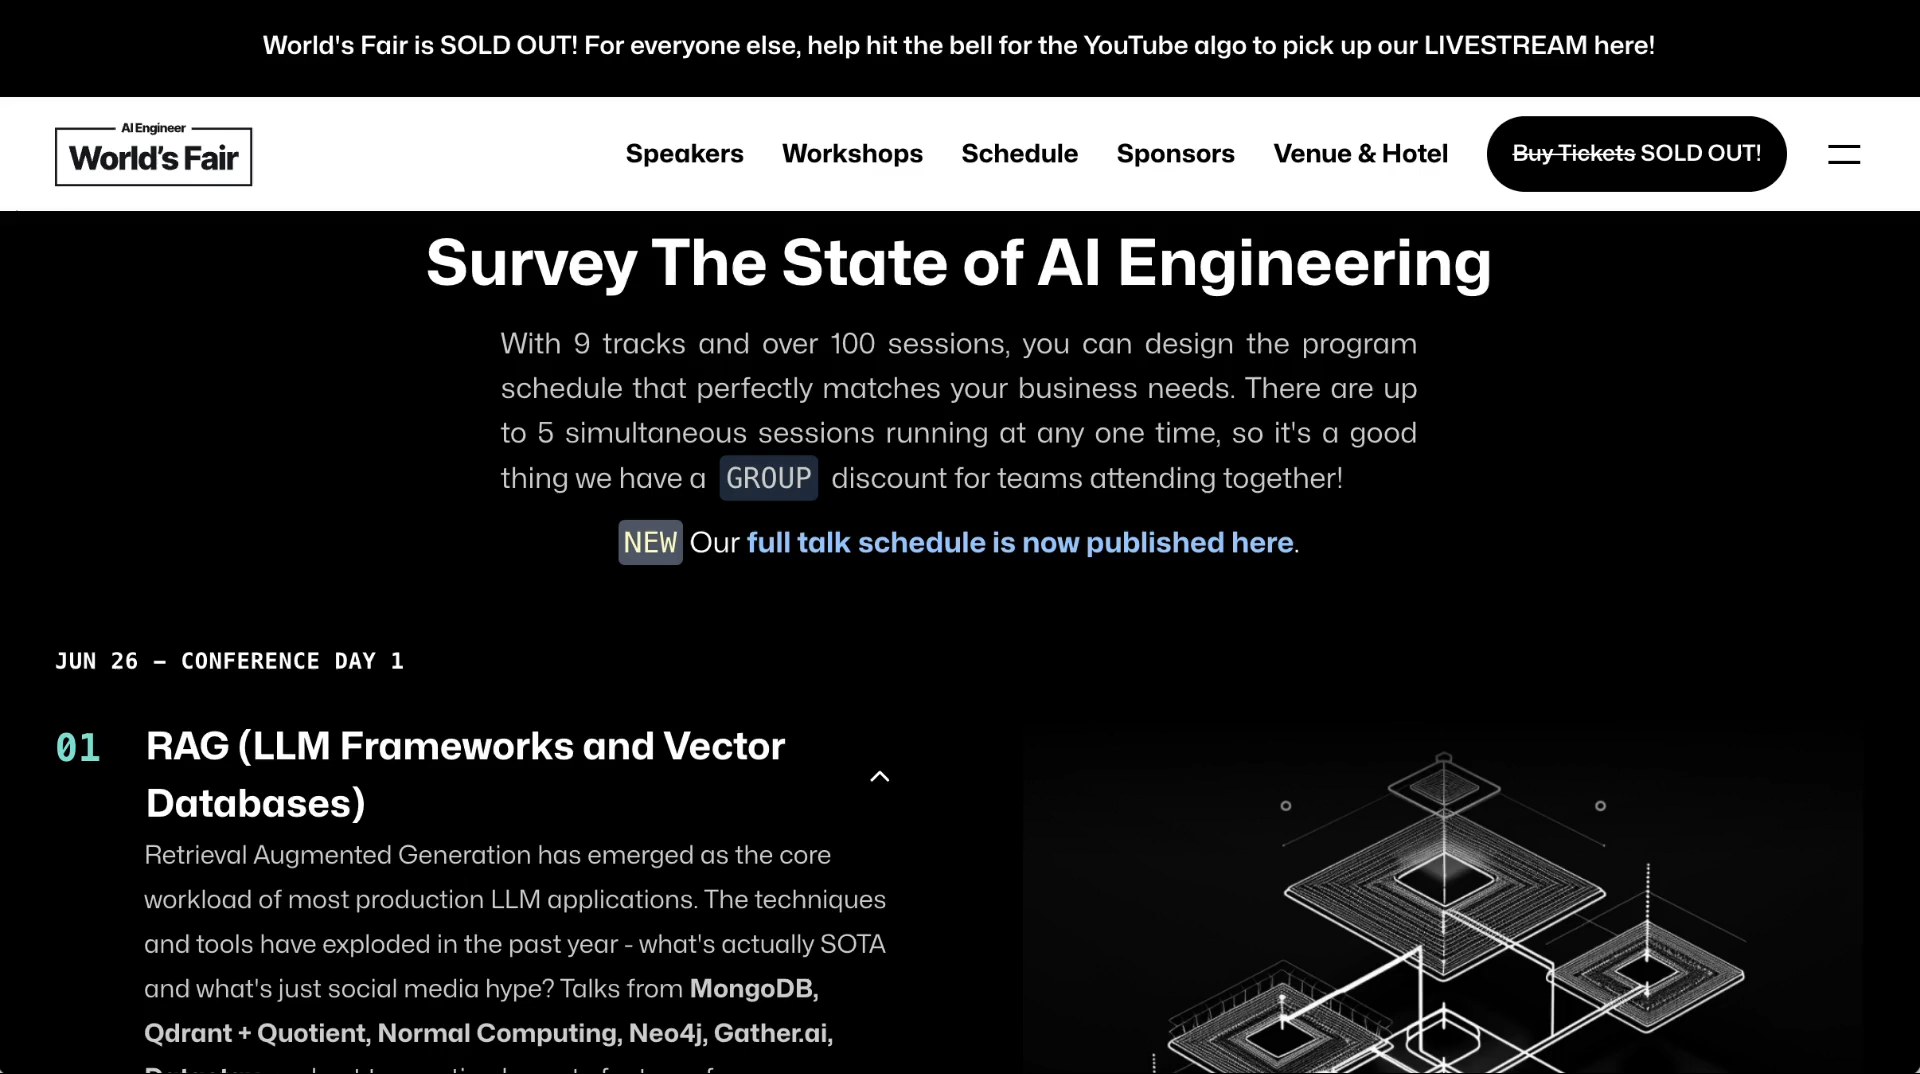 World's Fair is SOLD OUT! For everyone else, help hit the bell for the YouTube algo to pick up our LIVESTREAM here!
AI Engineer
World's Fair
Speakers Workshops Schedule Sponsors Venue & Hotel Buy Tickets SOLD OUT!
Survey The State of AI Engineering
With 9 tracks and over 100 sessions, you can design the program
schedule that perfectly matches your business needs. There are up
to 5 simultaneous sessions running at any one time, so it's a good
thing we have a GROUP discount for teams attending together!
NEW Our full talk schedule is now published here.
JUN 26 – CONFERENCE DAY 1
01 RAG (LLM Frameworks and Vector
Databases)
Retrieval Augmented Generation has emerged as the core
workload of most production LLM applications. The techniques
and tools have exploded in the past year - what's actually SOTA
and what's just social media hype? Talks from MongoDB,
Qdrant + Quotient, Normal Computing, Neo4j, Gather.ai,